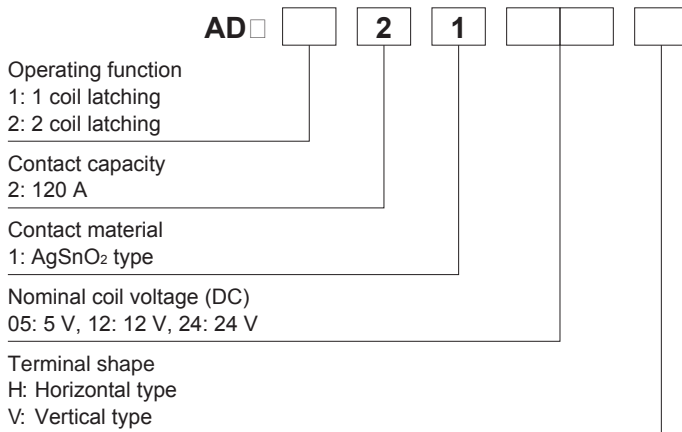 AD□ 2 1
Operating function
1: 1 coil latching
2: 2 coil latching
Contact capacity
2: 120 A
Contact material
1: AgSnO₂ type
Nominal coil voltage (DC)
05: 5 V, 12: 12 V, 24: 24 V
Terminal shape
H: Horizontal type
V: Vertical type